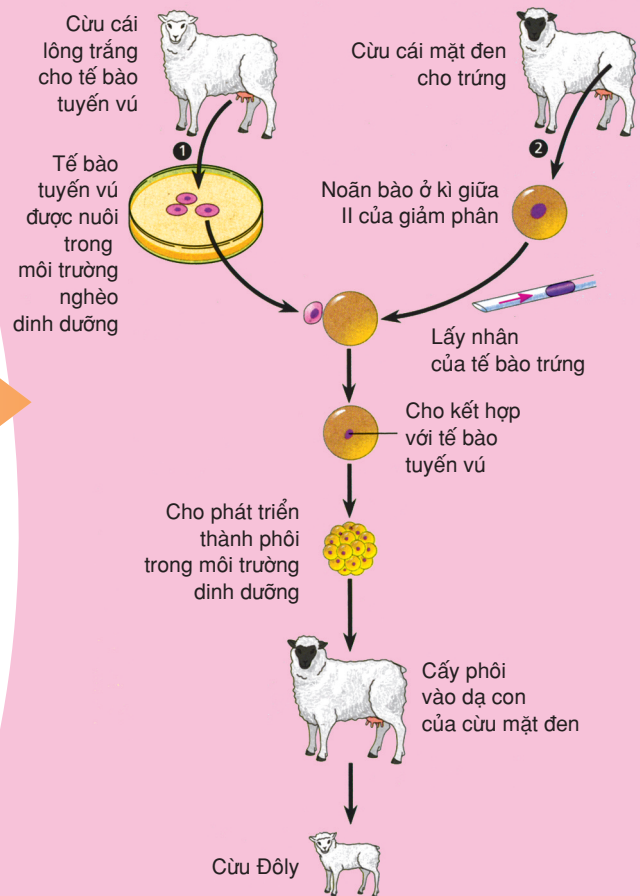 Cừu cái
lông trắng
cho tế bào
tuyến vú
Cừu cái mặt đen
cho trứng
1
2
Tế bào
tuyến vú
được nuôi
trong
môi trường
nghèo
dinh dưỡng
Noãn bào ở kì giữa
II của giảm phân
Lấy nhân
của tế bào trứng
Cho kết hợp
với tế bào
tuyến vú
Cho phát triển
thành phôi
trong môi trường
dinh dưỡng
Cấy phôi
vào dạ con
của cừu mặt đen
Cừu Đôly